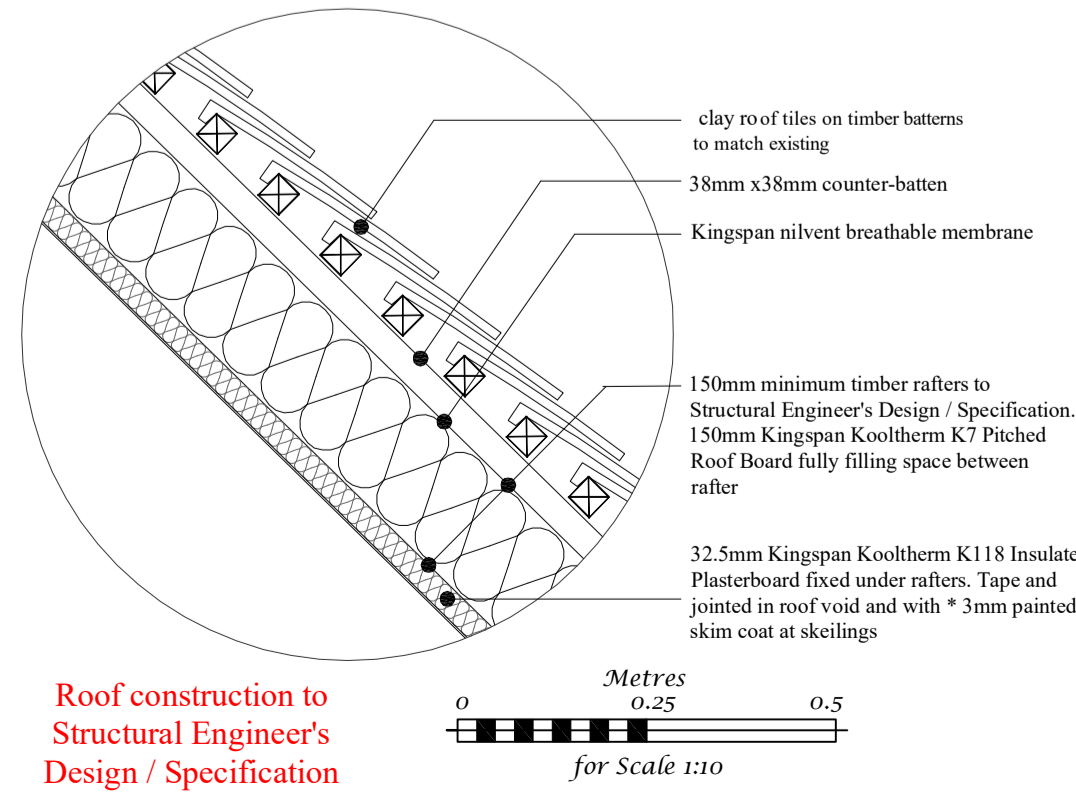 clay roof tiles on timber batterns
to match existing
38mm x38mm counter-batten
Kingspan nilvent breathable membrane
150mm minimum timber rafters to
Structural Engineer's Design / Specification.
150mm Kingspan Kooltherm K7 Pitched
Roof Board fully filling space between
rafter
32.5mm Kingspan Kooltherm K118 Insulate
Plasterboard fixed under rafters. Tape and
jointed in roof void and with * 3mm painted
skim coat at skeilings
Roof construction to
Structural Engineer's
Design / Specification
Metres
0 0.25 0.5
for Scale 1:10